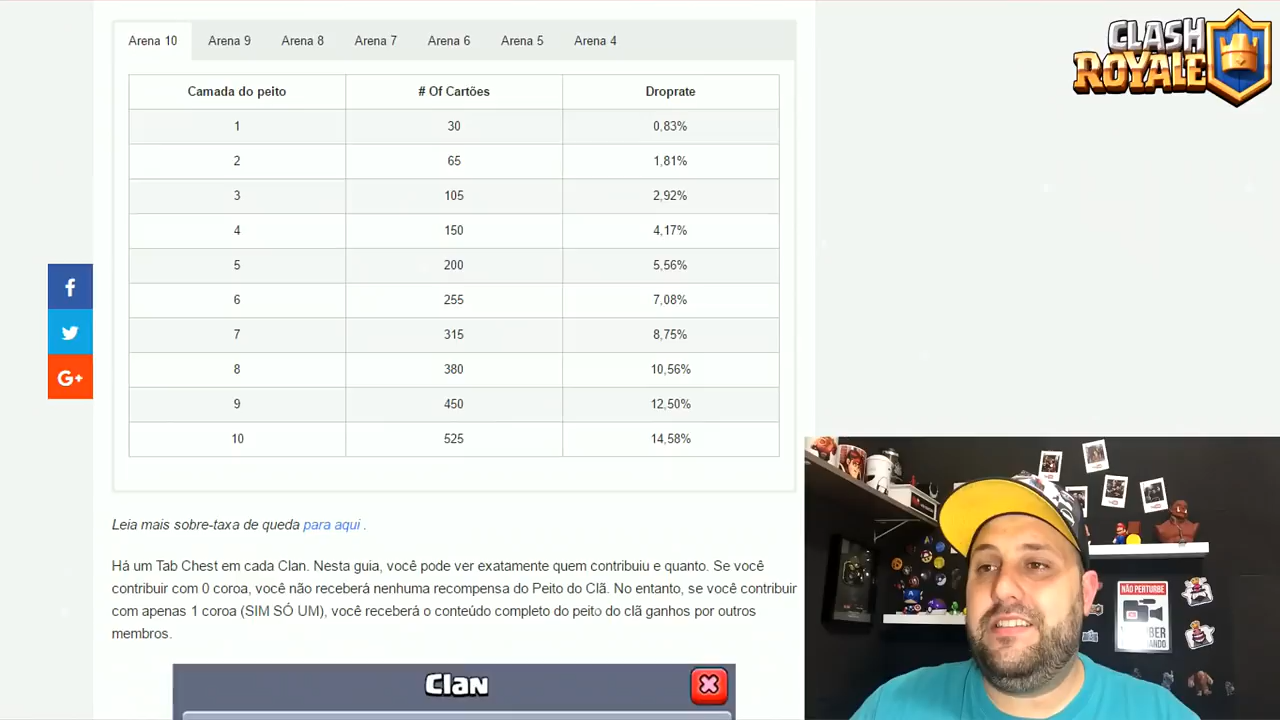 Arena 10 Arena 9 Arena 8 Arena 7 Arena 6 Arena 5 Arena 4
CLASH
ROYALE
Camada do peito # Of Cartões Droprate
1 30 0,83%
2 65 1,81%
3 105 2,92%
4 150 4,17%
5 200 5,56%
6 255 7,08%
7 315 8,75%
8 380 10,56%
9 450 12,50%
10 525 14,58%
f
G+
Leia mais sobre-taxa de queda para aqui .
Há um Tab Chest em cada Clan. Nesta guia, você pode ver exatamente quem contribuiu e quanto. Se você
contribuir com 0 coroa, você não receberá nenhuma recompensa do Peito do Clã. No entanto, se você contribuir
com apenas 1 coroa (SIM SÓ UM), você receberá o conteúdo completo do peito do clã ganhos por outros
membros.
NÃO PERTURBE
Clan